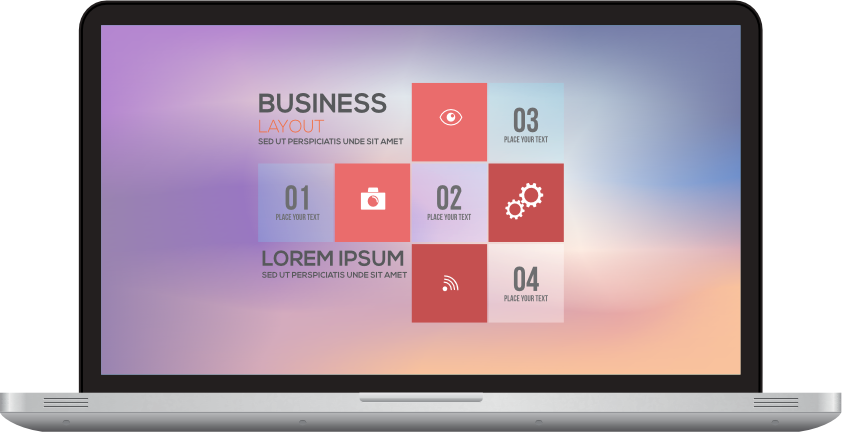 BUSINESS
LAYOUT
SED UT PERSPICIATIS UNDE SIT AMET
03
PLACE YOUR TEXT
01
PLACE YOUR TEXT
02
PLACE YOUR TEXT
LOREM IPSUM
SED UT PERSPICIATIS UNDE SIT AMET
04
PLACE YOUR TEXT